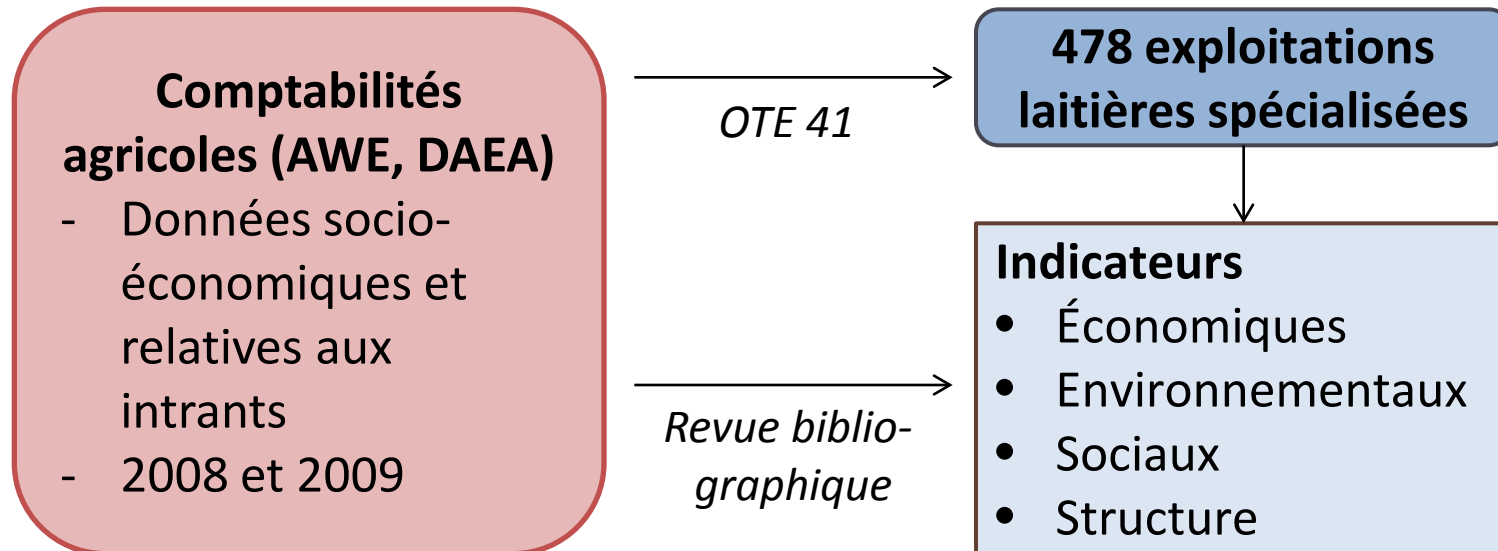 Comptabilités
agricoles (AWE, DAEA)
- Données socio-
économiques et
relatives aux
intrants
- 2008 et 2009
OTE 41
Revue biblio-
graphique
478 exploitations
laitières spécialisées
Indicateurs
• Économiques
• Environnementaux
• Sociaux
• Structure